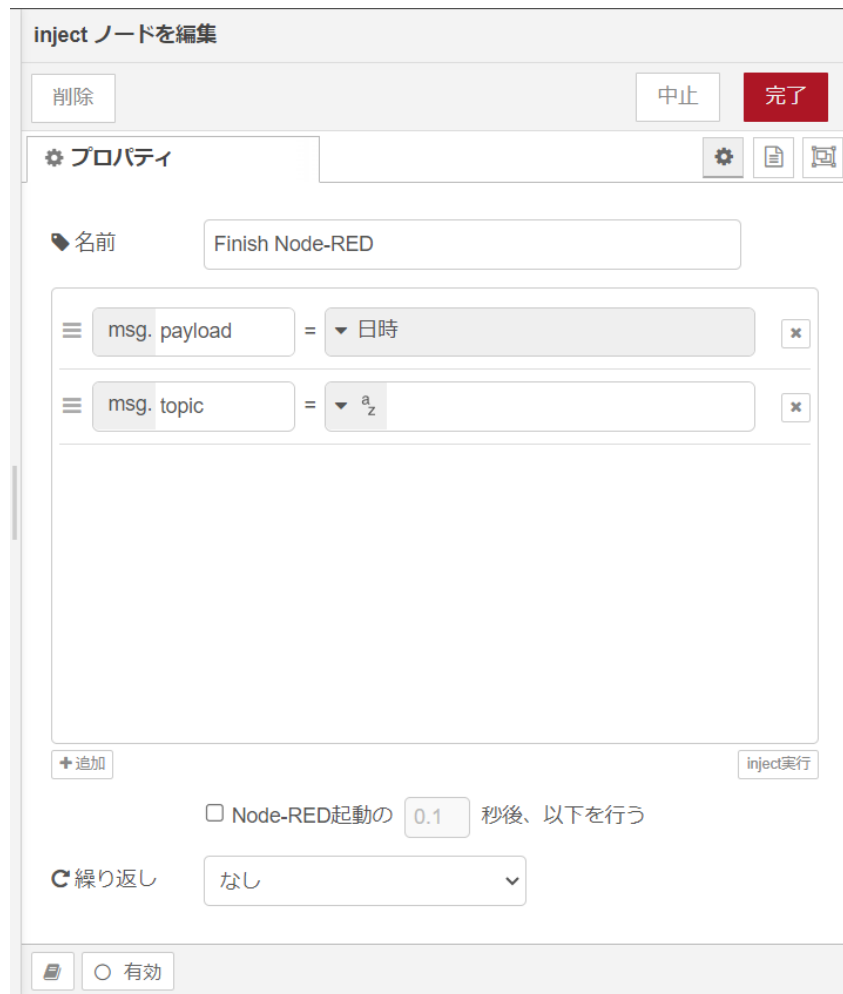 inject ノードを編集
削除 中止 完了
プロパティ
名前 Finish Node-RED
msg. payload = 日時
msg. topic = az
追加 inject実行
Node-RED起動の 0.1 秒後、以下を行う
繰り返し なし
有効